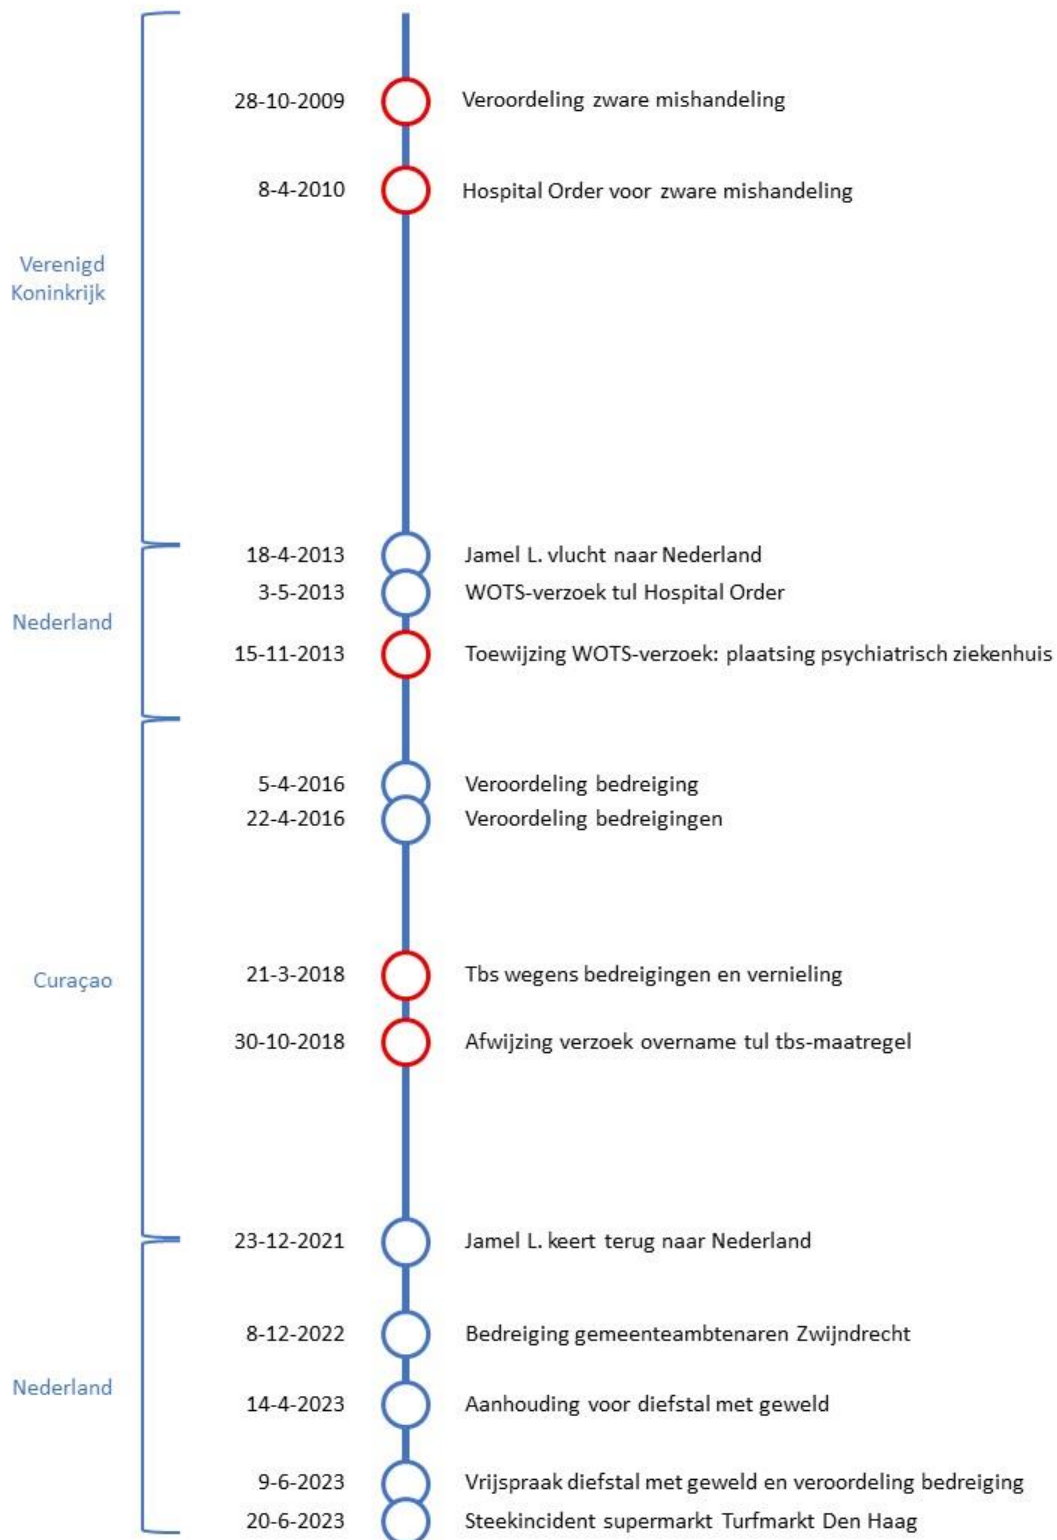 28-10-2009 Veroordeling zware mishandeling
8-4-2010 Hospital Order voor zware mishandeling
Verenigd
Koninkrijk
18-4-2013 Jamel L. vlucht naar Nederland
3-5-2013 WOTS-verzoek tul Hospital Order
Nederland
15-11-2013 Toewijzing WOTS-verzoek: plaatsing psychiatrisch ziekenhuis
5-4-2016 Veroordeling bedreiging
22-4-2016 Veroordeling bedreigingen
21-3-2018 Tbs wegens bedreigingen en vernieling
Curaçao
30-10-2018 Afwijzing verzoek overname tul tbs-maatregel
23-12-2021 Jamel L. keert terug naar Nederland
8-12-2022 Bedreiging gemeenteambtenaren Zwijndrecht
Nederland
14-4-2023 Aanhouding voor diefstal met geweld
9-6-2023 Vrijspraak diefstal met geweld en veroordeling bedreiging
20-6-2023 Steekincident supermarkt Turfmarkt Den Haag